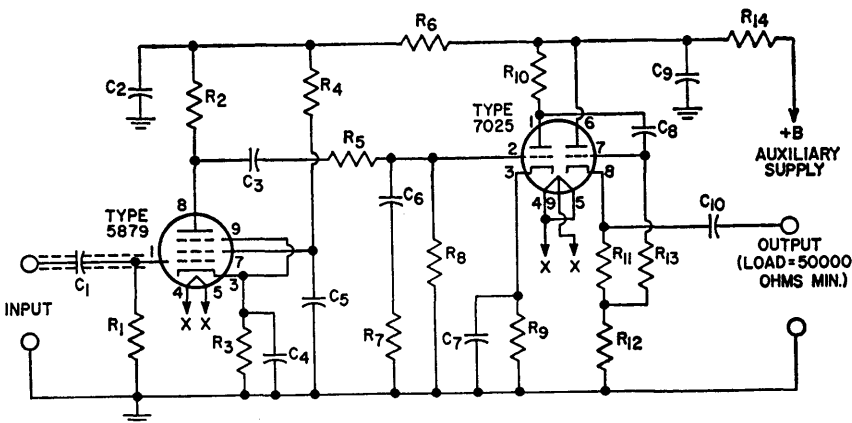 R6
R14
C2
R2
R4
R10
C9
TYPE
7025
1
6
C8
+B
AUXILIARY
SUPPLY
R5
2
7
C3
3
8
C6
4
9
5
TYPE
5879
8
9
7
1
3
4
5
C10
C1
R8
R11
R13
OUTPUT
(LOAD=50000
OHMS MIN.)
X
X
C5
INPUT
X
X
R1
R3
C4
R7
C7
R9
R12